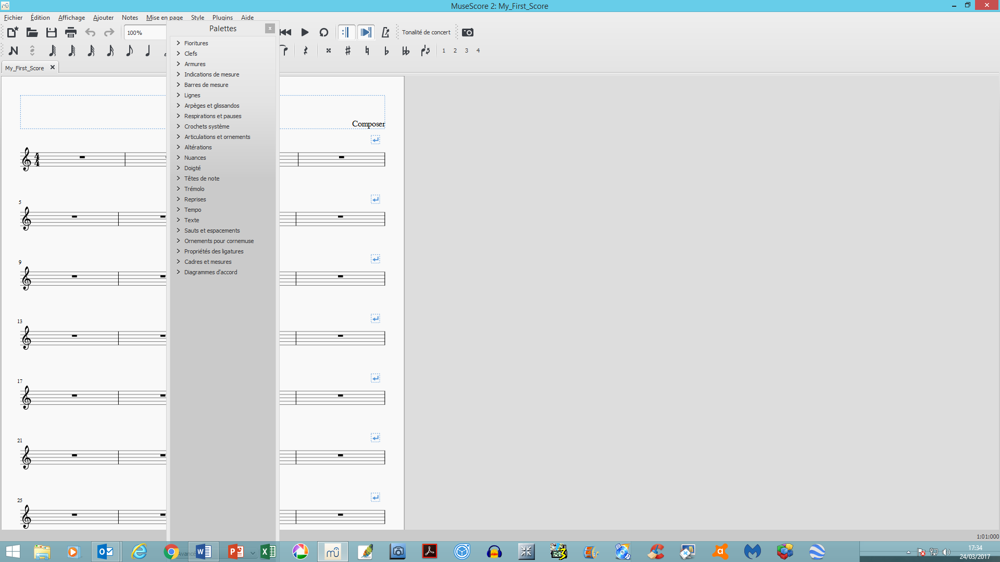 MuseScore 2: My_First_Score
Fichier Édition Affichage Ajouter Notes Mise en page Style Plugins Aide
100%
Tonalité de concert
1 2 3 4
My_First_Score
Palettes
Fioritures
Clefs
Armures
Indications de mesure
Barres de mesure
Lignes
Arpèges et glissandos
Respirations et pauses
Crochets système
Articulations et ornements
Altérations
Nuances
Doigté
Têtes de note
Trémolo
Reprises
Tempo
Texte
Sauts et espacements
Ornements pour cornemuse
Propriétés des ligatures
Cadres et mesures
Diagrammes d'accord
Composer
5
9
13
17
21
25
1:01:000
Avancé
17:34
24/03/2017